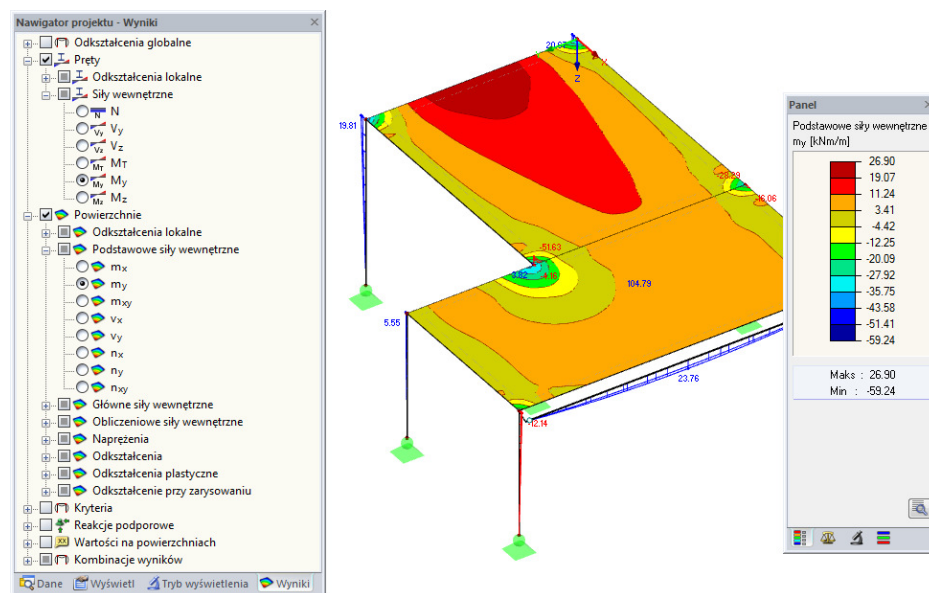 Nawigator projektu - Wyniki
Odkształcenia globalne
Pręty
Odkształcenia lokalne
Siły wewnętrzne
N N
Vy Vy
Vz Vz
MT MT
My My
Mz Mz
Powierzchnie
Odkształcenia lokalne
Podstawowe siły wewnętrzne
mx
my
mxy
vx
vy
nx
ny
nxy
Główne siły wewnętrzne
Obliczeniowe siły wewnętrzne
Naprężenia
Odkształcenia
Odkształcenia plastyczne
Odkształcenie przy zarysowaniu
Kryteria
Reakcje podporowe
Wartości na powierzchniach
Kombinacje wyników
Dane
Wyświetl
Tryb wyświetlenia
Wyniki
X
Z
19.81
-51.63
104.79
5.55
23.76
-12.14
Panel
Podstawowe siły wewnętrzne
my [kNm/m]
26.90
19.07
11.24
3.41
-4.42
-12.25
-20.09
-27.92
-35.75
-43.58
-51.41
-59.24
Maks : 26.90
Min : -59.24